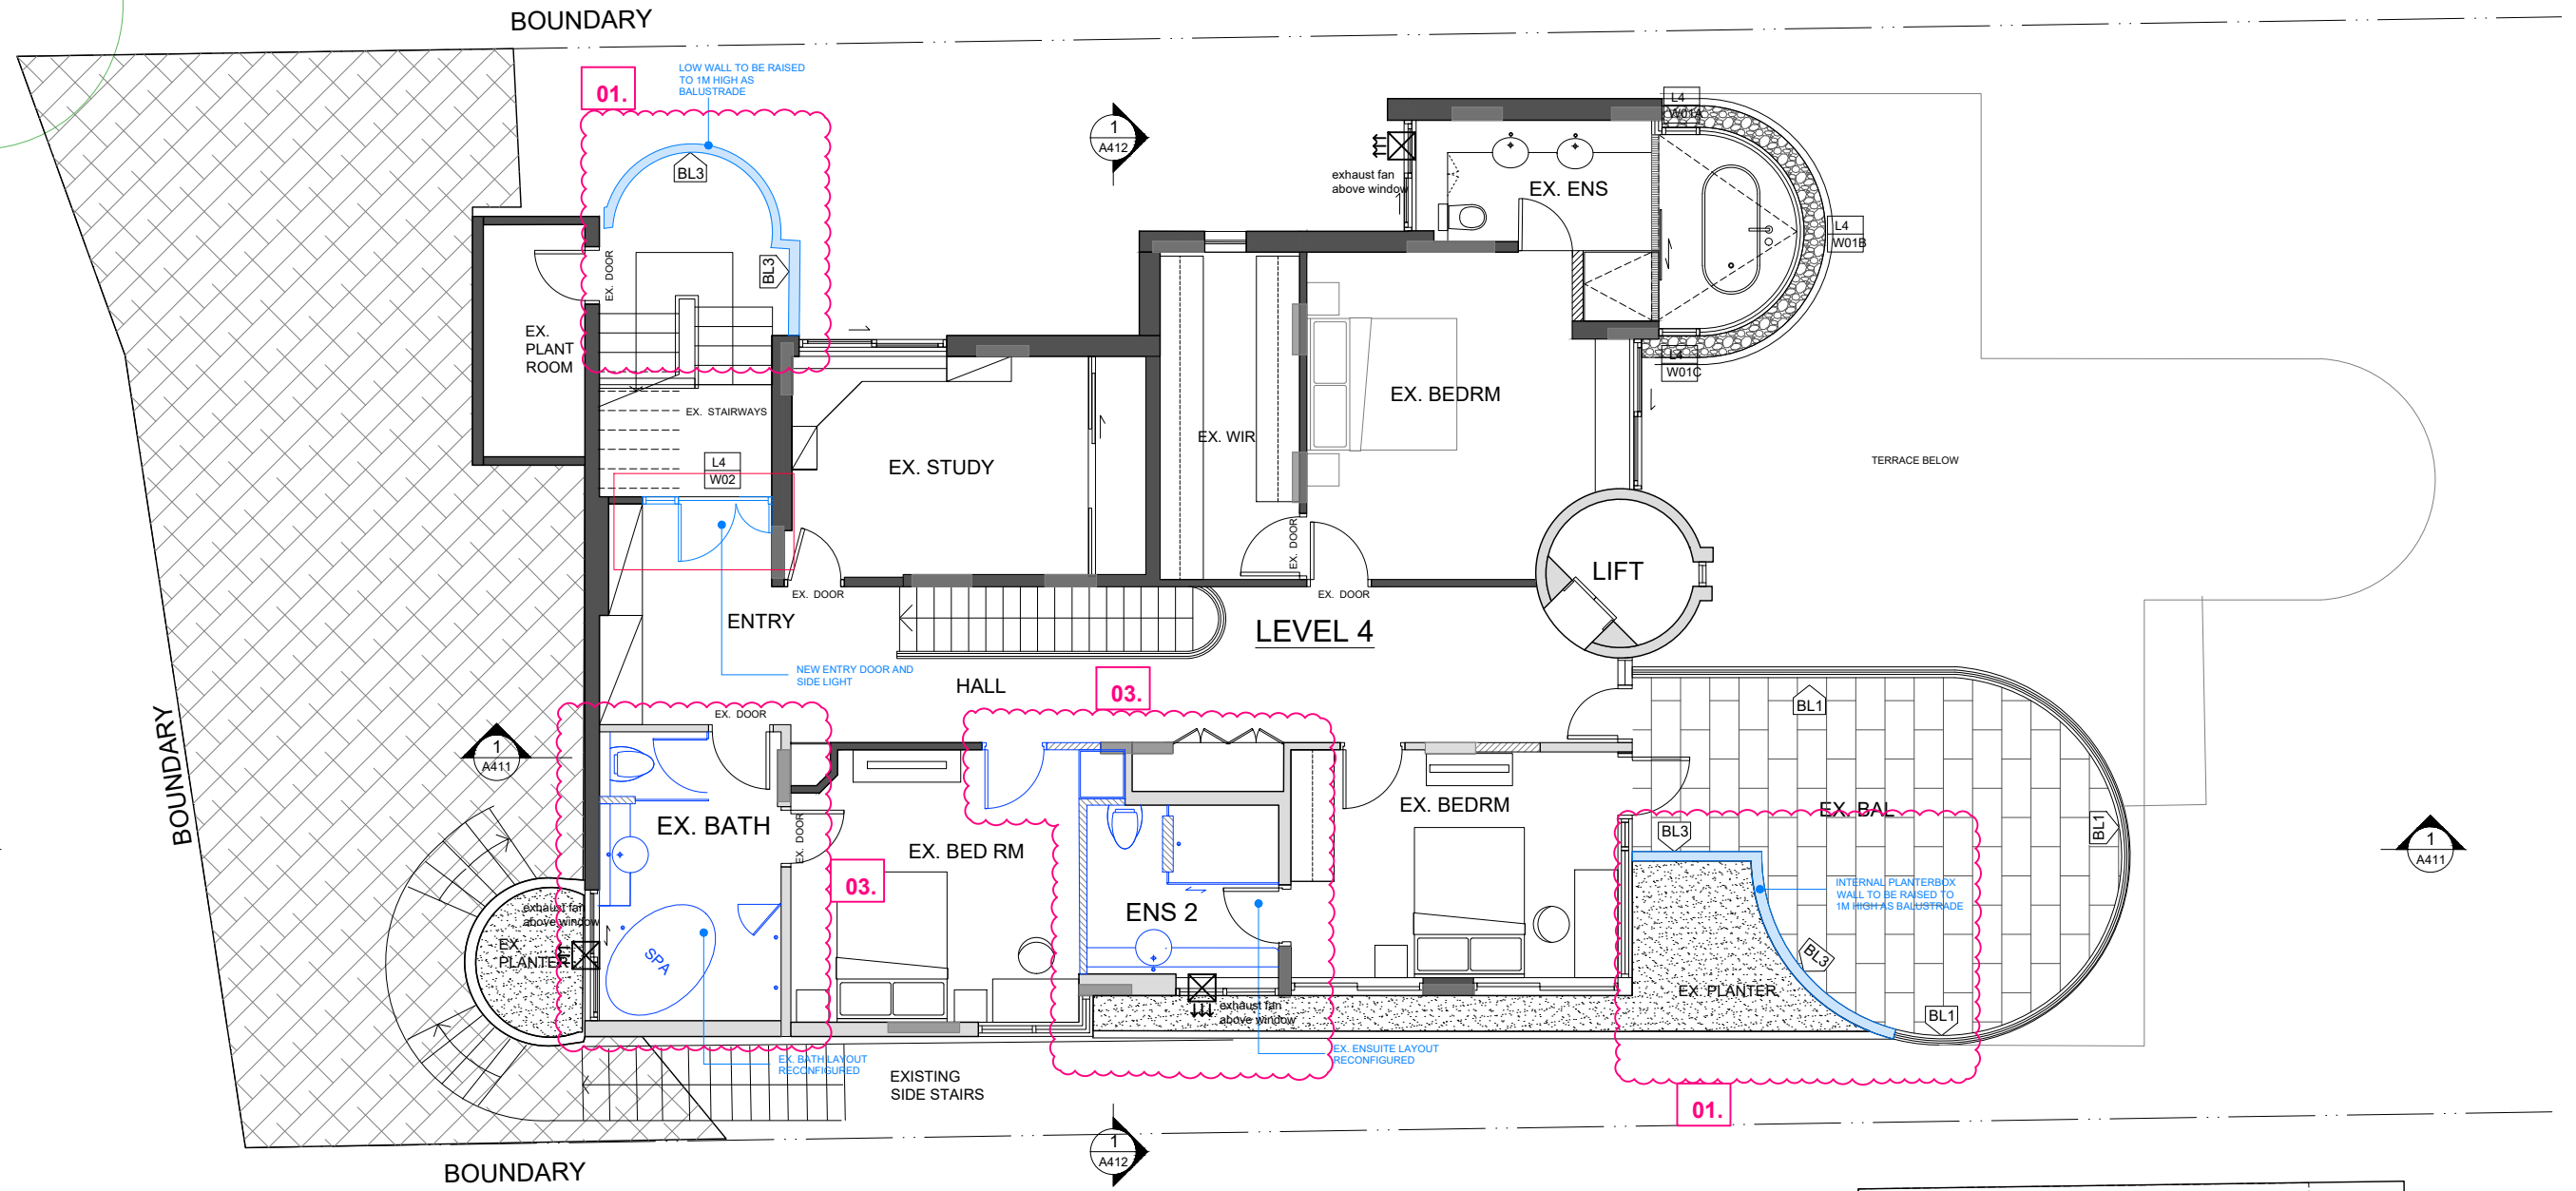 BOUNDARY
LOW WALL TO BE RAISED
TO 1M HIGH AS
BALUSTRADE
01.
BL3
BL3
EX. DOOR
EX.
PLANT
ROOM
EX. STAIRWAYS
L4
W02
1
A412
exhaust fan
above window
EX. ENS
L4
W01A
L4
W01B
L4
W01C
EX. BEDRM
EX. WIR
EX. STUDY
TERRACE BELOW
EX. DOOR
LIFT
EX. DOOR
EX. DOOR
ENTRY
LEVEL 4
NEW ENTRY DOOR AND
SIDE LIGHT
HALL
03.
BOUNDARY
1
A411
EX. DOOR
EX. BATH
EX. DOOR
EX. BED RM
03.
EX. BEDRM
BL1
EX. BAL
BL3
BL1
1
A411
INTERNAL PLANTERBOX
WALL TO BE RAISED TO
1M HIGH AS BALUSTRADE
exhaust fan
above window
EX.
PLANTER
SPA
ENS 2
BL3
EX. PLANTER
BL1
exhaust fan
above window
EX. BATH LAYOUT
RECONFIGURED
EX. ENSUITE LAYOUT
RECONFIGURED
EXISTING
SIDE STAIRS
01.
1
A412
BOUNDARY